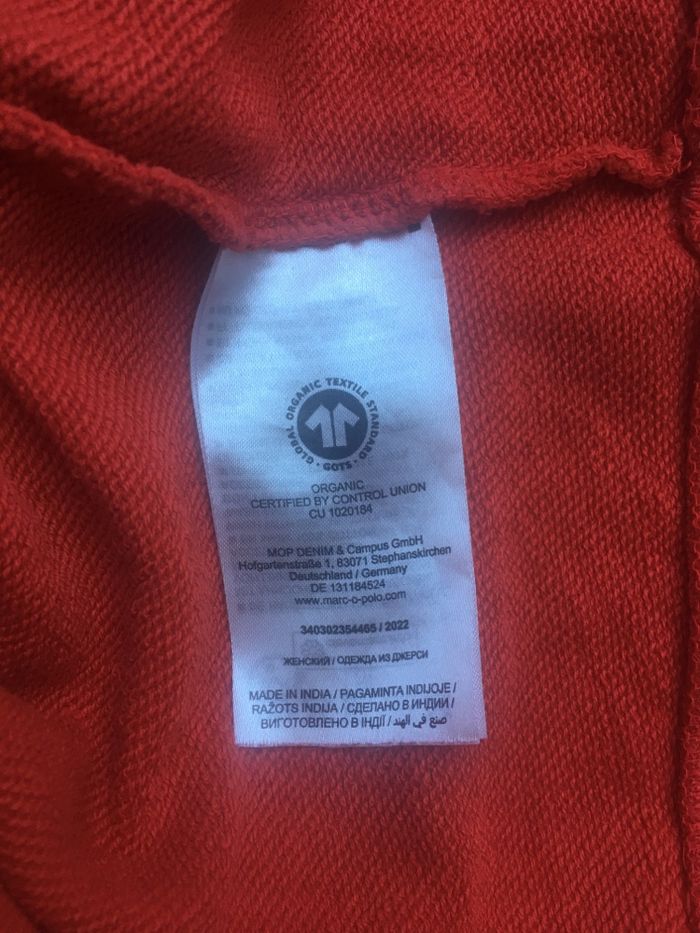 GLOBAL ORGANIC TEXTILE STANDARD · GOTS ·
ORGANIC
CERTIFIED BY CONTROL UNION
CU 1020184
MOP DENIM & Campus GmbH
Hofgartenstraße 1, 83071 Stephanskirchen
Deutschland / Germany
DE 131184524
www.marc-o-polo.com
340302354465 / 2022
ЖЕНСКИЙ / ОДЕЖДА ИЗ ДЖЕРСИ
MADE IN INDIA / PAGAMINTA INDIJOJE /
RAŽOTS INDIJA / СДЕЛАНО В ИНДИИ /
ВИГОТОВЛЕНО В ІНДІЇ / صنع في الهند